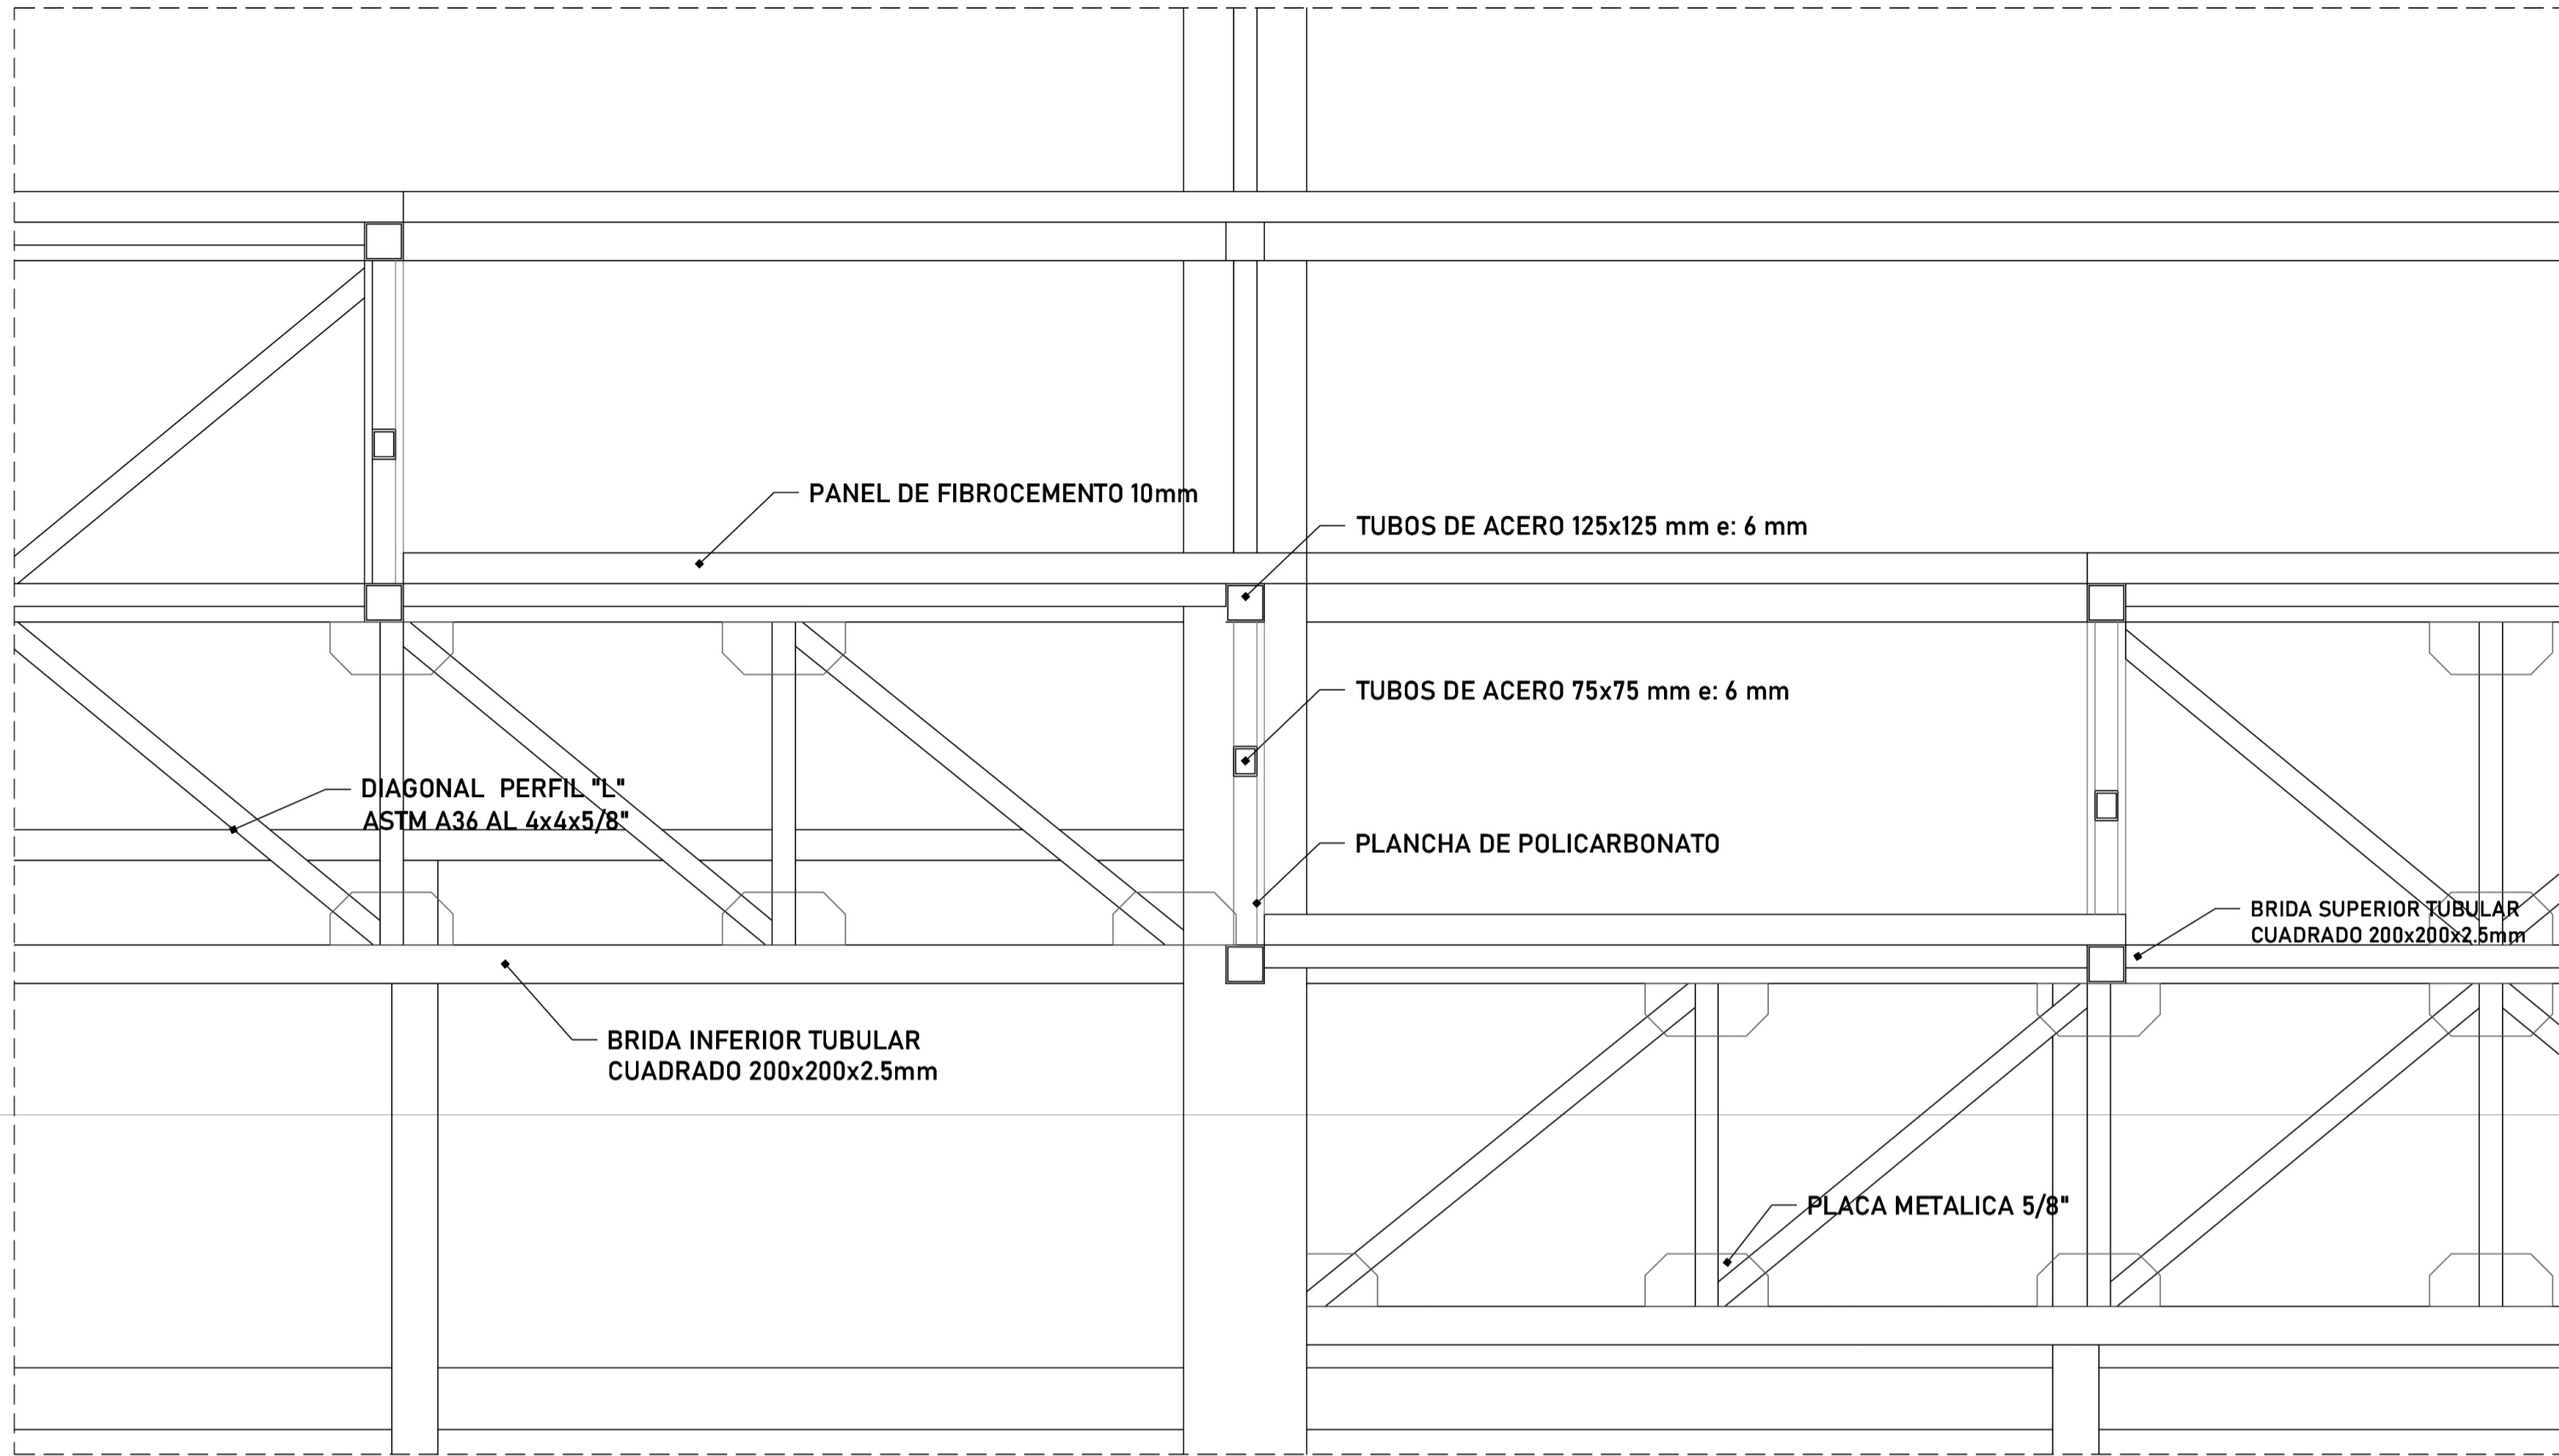 PANEL DE FIBROCEMENTO 10mm
TUBOS DE ACERO 125x125 mm e: 6 mm
TUBOS DE ACERO 75x75 mm e: 6 mm
DIAGONAL  PERFIL "L"
ASTM A36 AL 4x4x5/8"
PLANCHA DE POLICARBONATO
BRIDA SUPERIOR TUBULAR
CUADRADO 200x200x2.5mm
BRIDA INFERIOR TUBULAR
CUADRADO 200x200x2.5mm
PLACA METALICA 5/8"